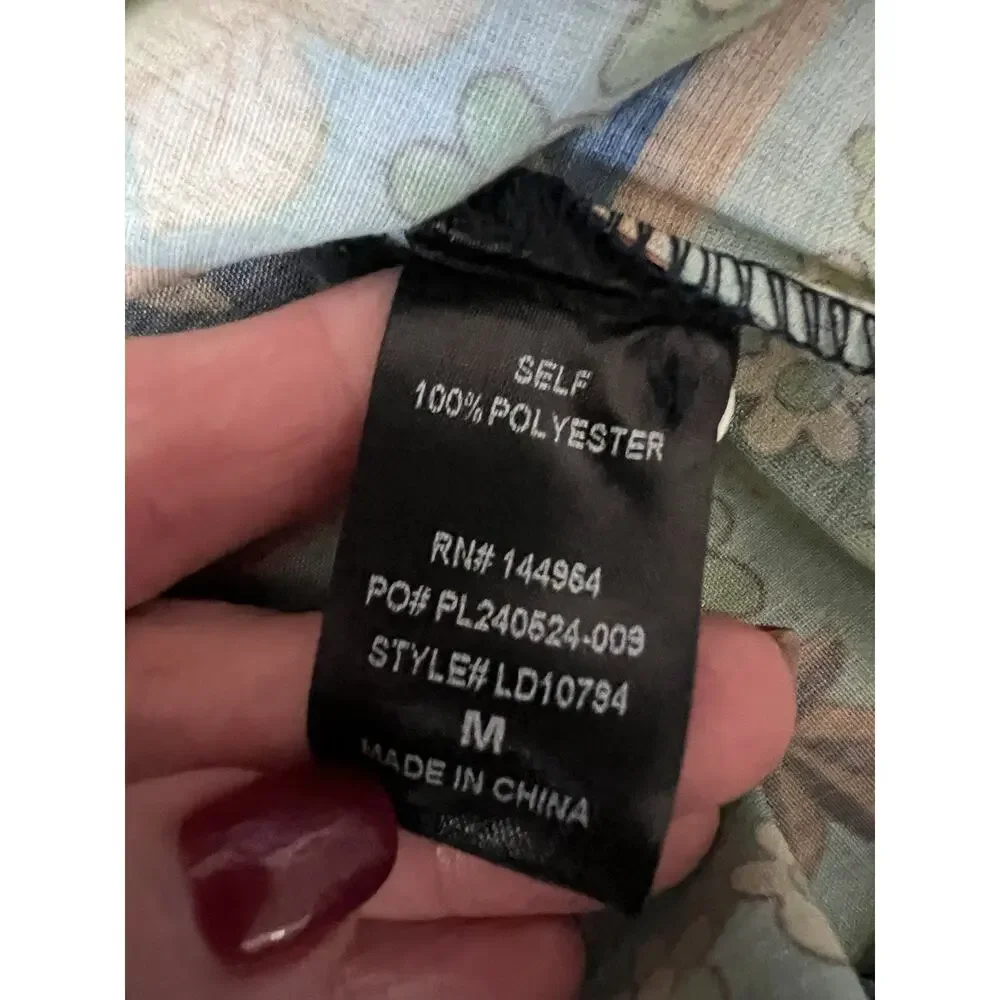 SELF
100% POLYESTER
RN# 144964
PO# PL240524-009
STYLE# LD10794
M
MADE IN CHINA